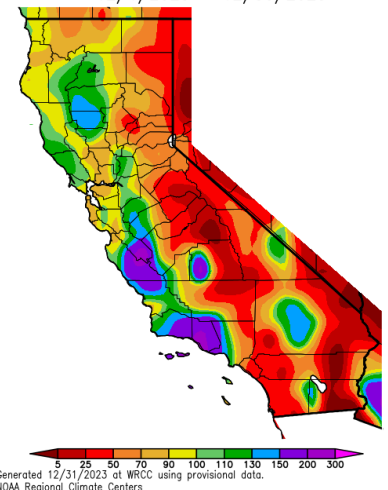 5 25 50 70 90 100 110 130 150 200 300
Generated 12/31/2023 at WRCC using provisional data.
NOAA Regional Climate Centers